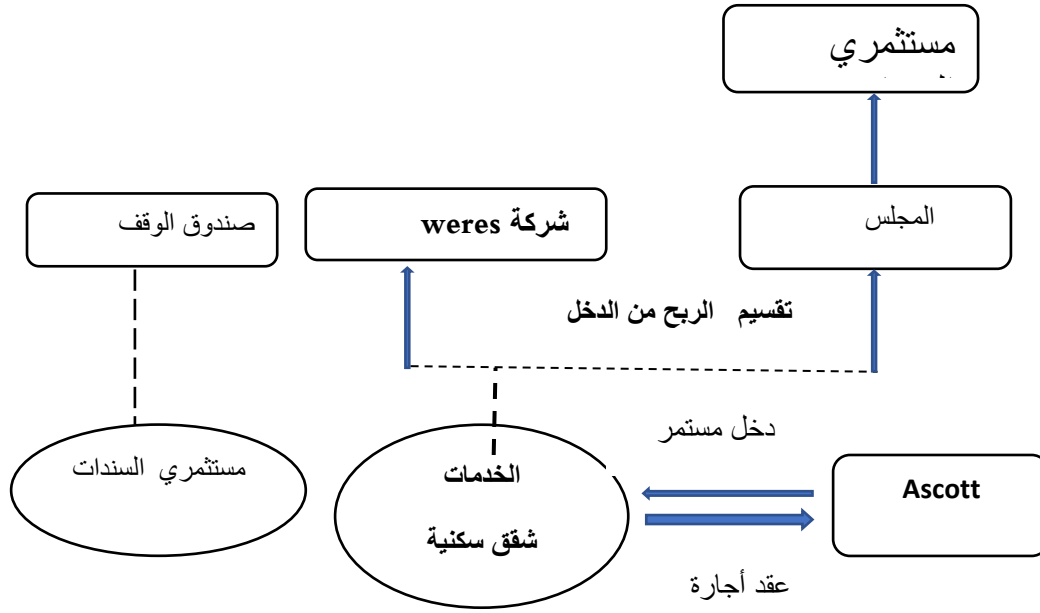 مستثمري
المجلس
شركة weres
صندوق الوقف
تقسيم الربح من الدخل
دخل مستمر
مستثمري السندات
الخدمات
شقق سكنية
Ascott
عقد أجارة